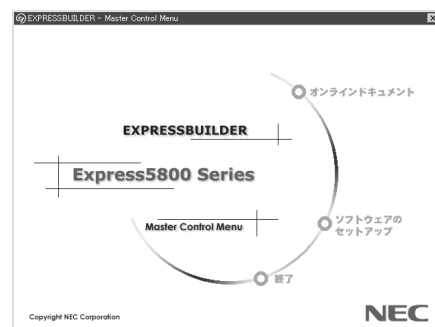 EXPRESSBUILDER - Master Control Menu
オンラインドキュメント
EXPRESSBUILDER
Express5800 Series
Master Control Menu
ソフトウェアの
セットアップ
終了
Copyright NEC Corporation
NEC